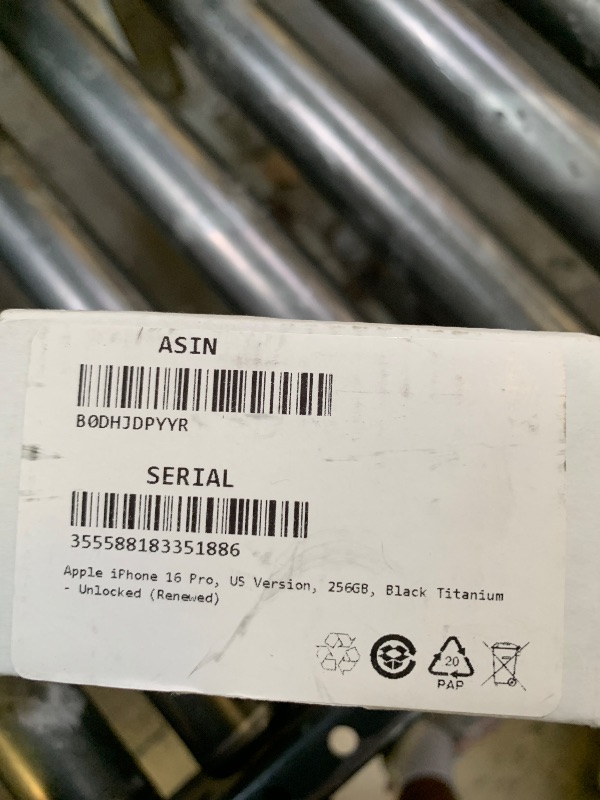 ASIN
B0DHJDPYYR
SERIAL
355588183351886
Apple iPhone 16 Pro, US Version, 256GB, Black Titanium
- Unlocked (Renewed)
20
PAP